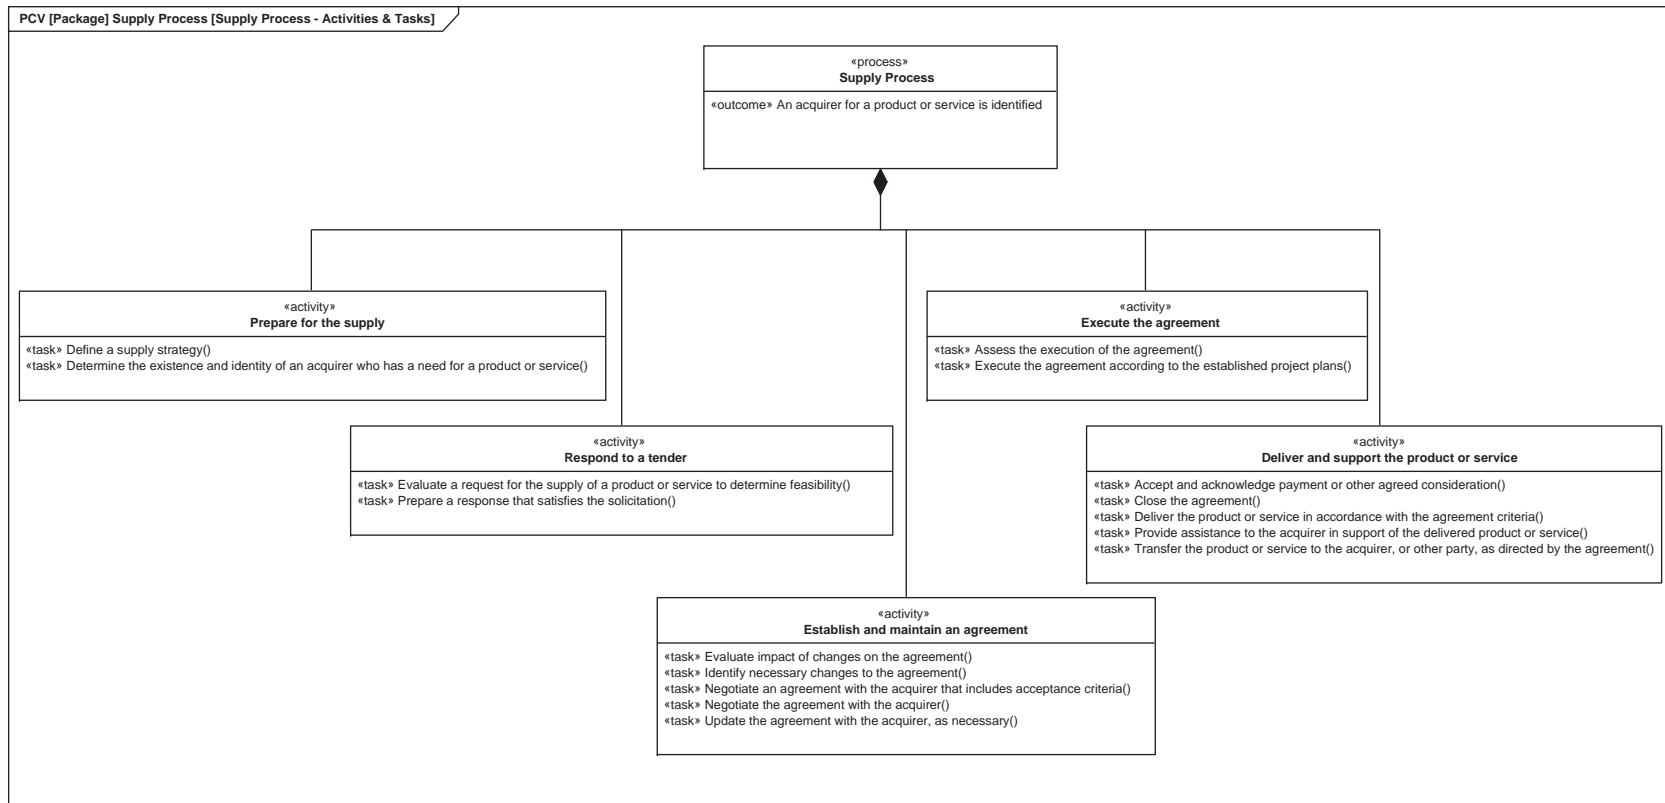 PCV [Package] Supply Process [Supply Process - Activities & Tasks]
«process»
Supply Process
«outcome» An acquirer for a product or service is identified
«activity»
Prepare for the supply
«task» Define a supply strategy()
«task» Determine the existence and identity of an acquirer who has a need for a product or service()
«activity»
Execute the agreement
«task» Assess the execution of the agreement()
«task» Execute the agreement according to the established project plans()
«activity»
Respond to a tender
«task» Evaluate a request for the supply of a product or service to determine feasibility()
«task» Prepare a response that satisfies the solicitation()
«activity»
Deliver and support the product or service
«task» Accept and acknowledge payment or other agreed consideration()
«task» Close the agreement()
«task» Deliver the product or service in accordance with the agreement criteria()
«task» Provide assistance to the acquirer in support of the delivered product or service()
«task» Transfer the product or service to the acquirer, or other party, as directed by the agreement()
«activity»
Establish and maintain an agreement
«task» Evaluate impact of changes on the agreement()
«task» Identify necessary changes to the agreement()
«task» Negotiate an agreement with the acquirer that includes acceptance criteria()
«task» Negotiate the agreement with the acquirer()
«task» Update the agreement with the acquirer, as necessary()